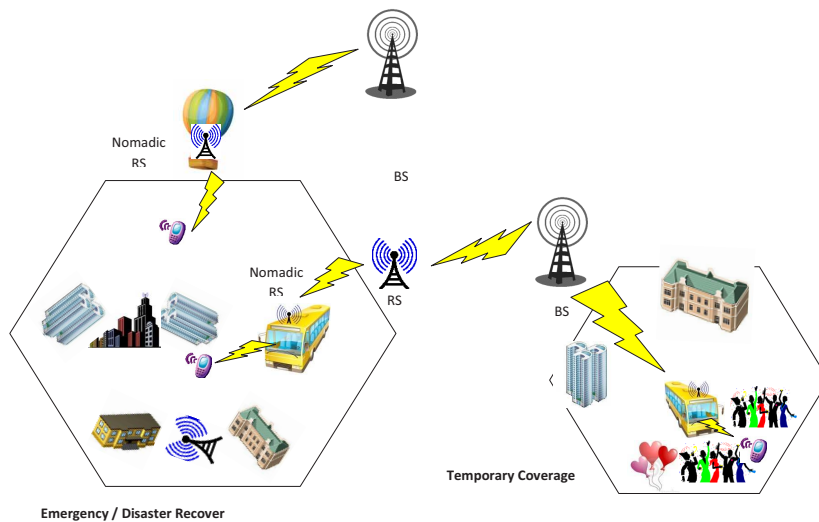 Nomadic
RS
BS
Nomadic
RS
RS
BS
Temporary Coverage
Emergency / Disaster Recover